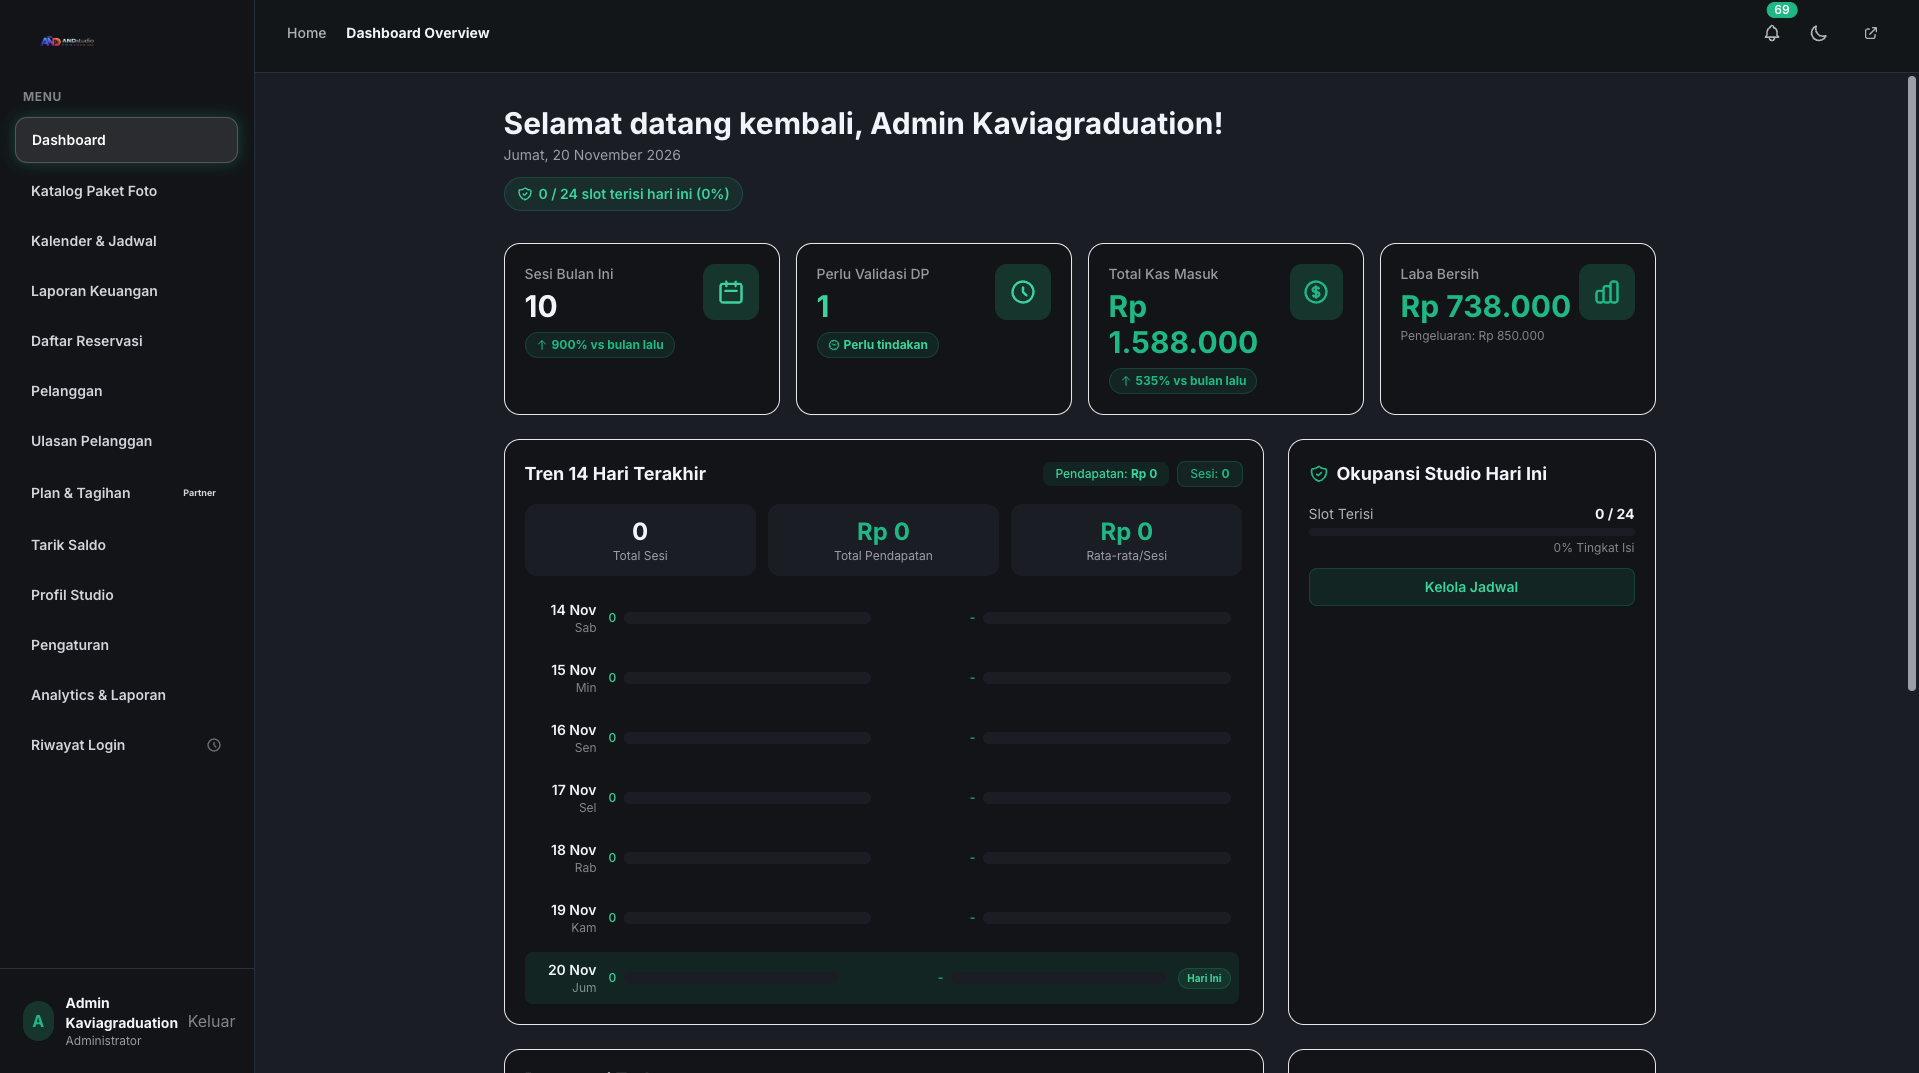 ANDstudio
MENU
Dashboard
Katalog Paket Foto
Kalender & Jadwal
Laporan Keuangan
Daftar Reservasi
Pelanggan
Ulasan Pelanggan
Plan & Tagihan Partner
Tarik Saldo
Profil Studio
Pengaturan
Analytics & Laporan
Riwayat Login
A
Admin
Kaviagraduation
Administrator
Keluar
Home Dashboard Overview
69
Selamat datang kembali, Admin Kaviagraduation!
Jumat, 20 November 2026
0 / 24 slot terisi hari ini (0%)
Sesi Bulan Ini
10
↑ 900% vs bulan lalu
Perlu Validasi DP
1
Perlu tindakan
Total Kas Masuk
Rp
1.588.000
↑ 535% vs bulan lalu
Laba Bersih
Rp 738.000
Pengeluaran: Rp 850.000
Tren 14 Hari Terakhir
Pendapatan: Rp 0
Sesi: 0
0
Total Sesi
Rp 0
Total Pendapatan
Rp 0
Rata-rata/Sesi
14 Nov
Sab
0 -
15 Nov
Min
0 -
16 Nov
Sen
0 -
17 Nov
Sel
0 -
18 Nov
Rab
0 -
19 Nov
Kam
0 -
20 Nov
Jum
0 - Hari Ini
Okupansi Studio Hari Ini
Slot Terisi 0 / 24
0% Tingkat Isi
Kelola Jadwal